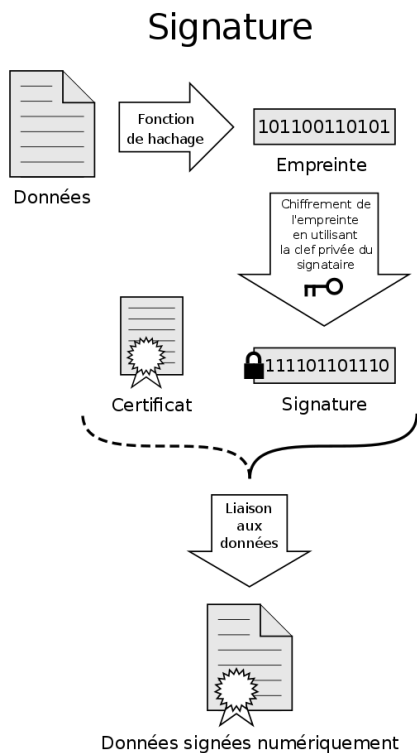 Signature
Fonction
de hachage
101100110101
Données
Empreinte
Chiffrement de
l'empreinte
en utilisant
la clef privée du
signataire
111101101110
Certificat
Signature
Liaison
aux
données
Données signées numériquement